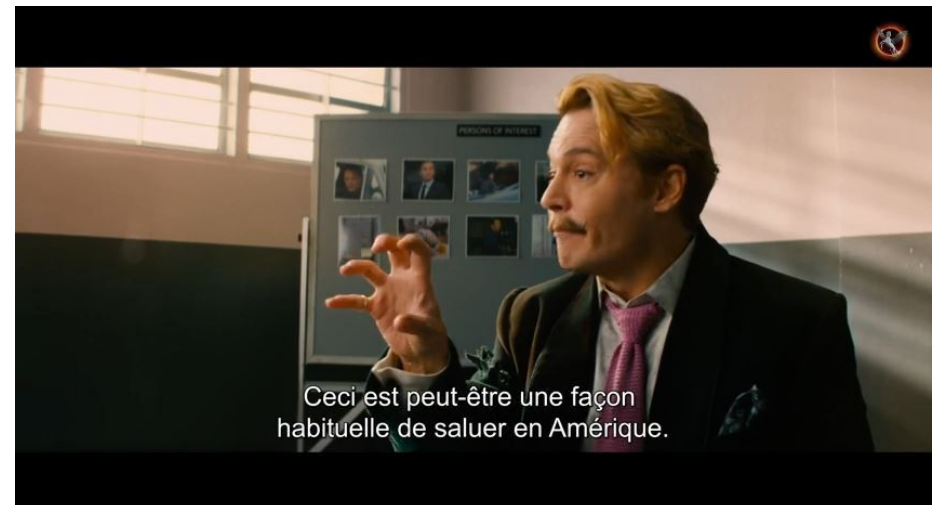 PERSONS OF INTEREST
Ceci est peut-être une façon
habituelle de saluer en Amérique.